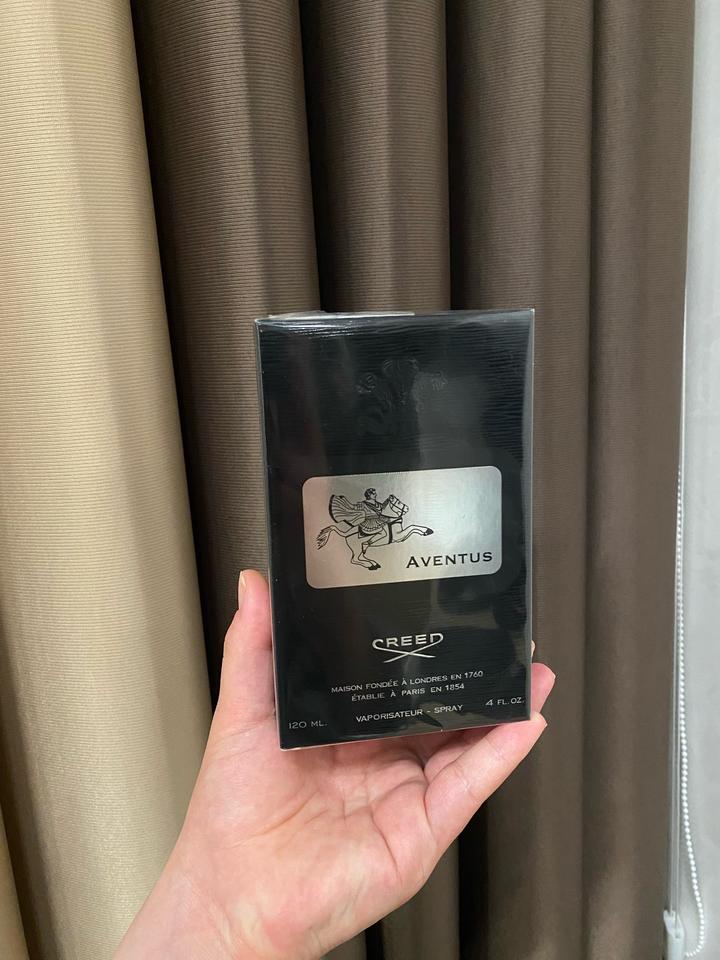 AVENTUS
CREED
MAISON FONDÉE À LONDRES EN 1760
ÉTABLIE À PARIS EN 1854
120 ML. VAPORISATEUR - SPRAY 4 FL. OZ.